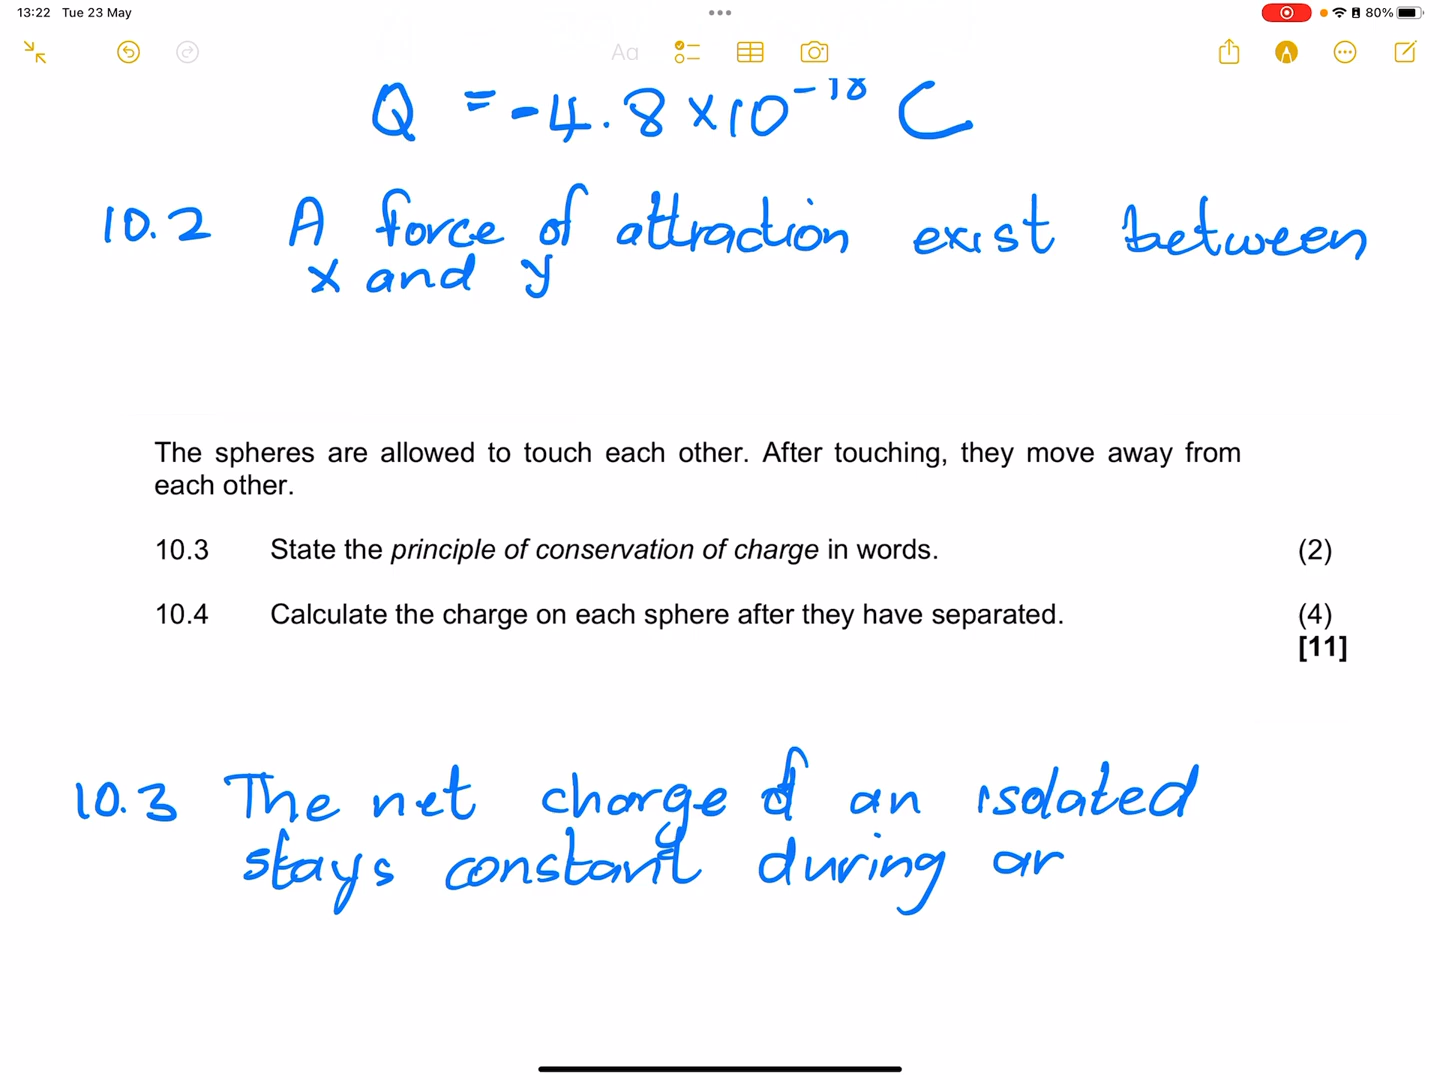 13:22 Tue 23 May
80%
Aa
Q = -4.8 x 10⁻¹⁸ C
10.2 A force of attraction exist between
x and y
The spheres are allowed to touch each other. After touching, they move away from
each other.
10.3 State the principle of conservation of charge in words. (2)
10.4 Calculate the charge on each sphere after they have separated. (4)
[11]
10.3 The net charge of an isolated
stays constant during an